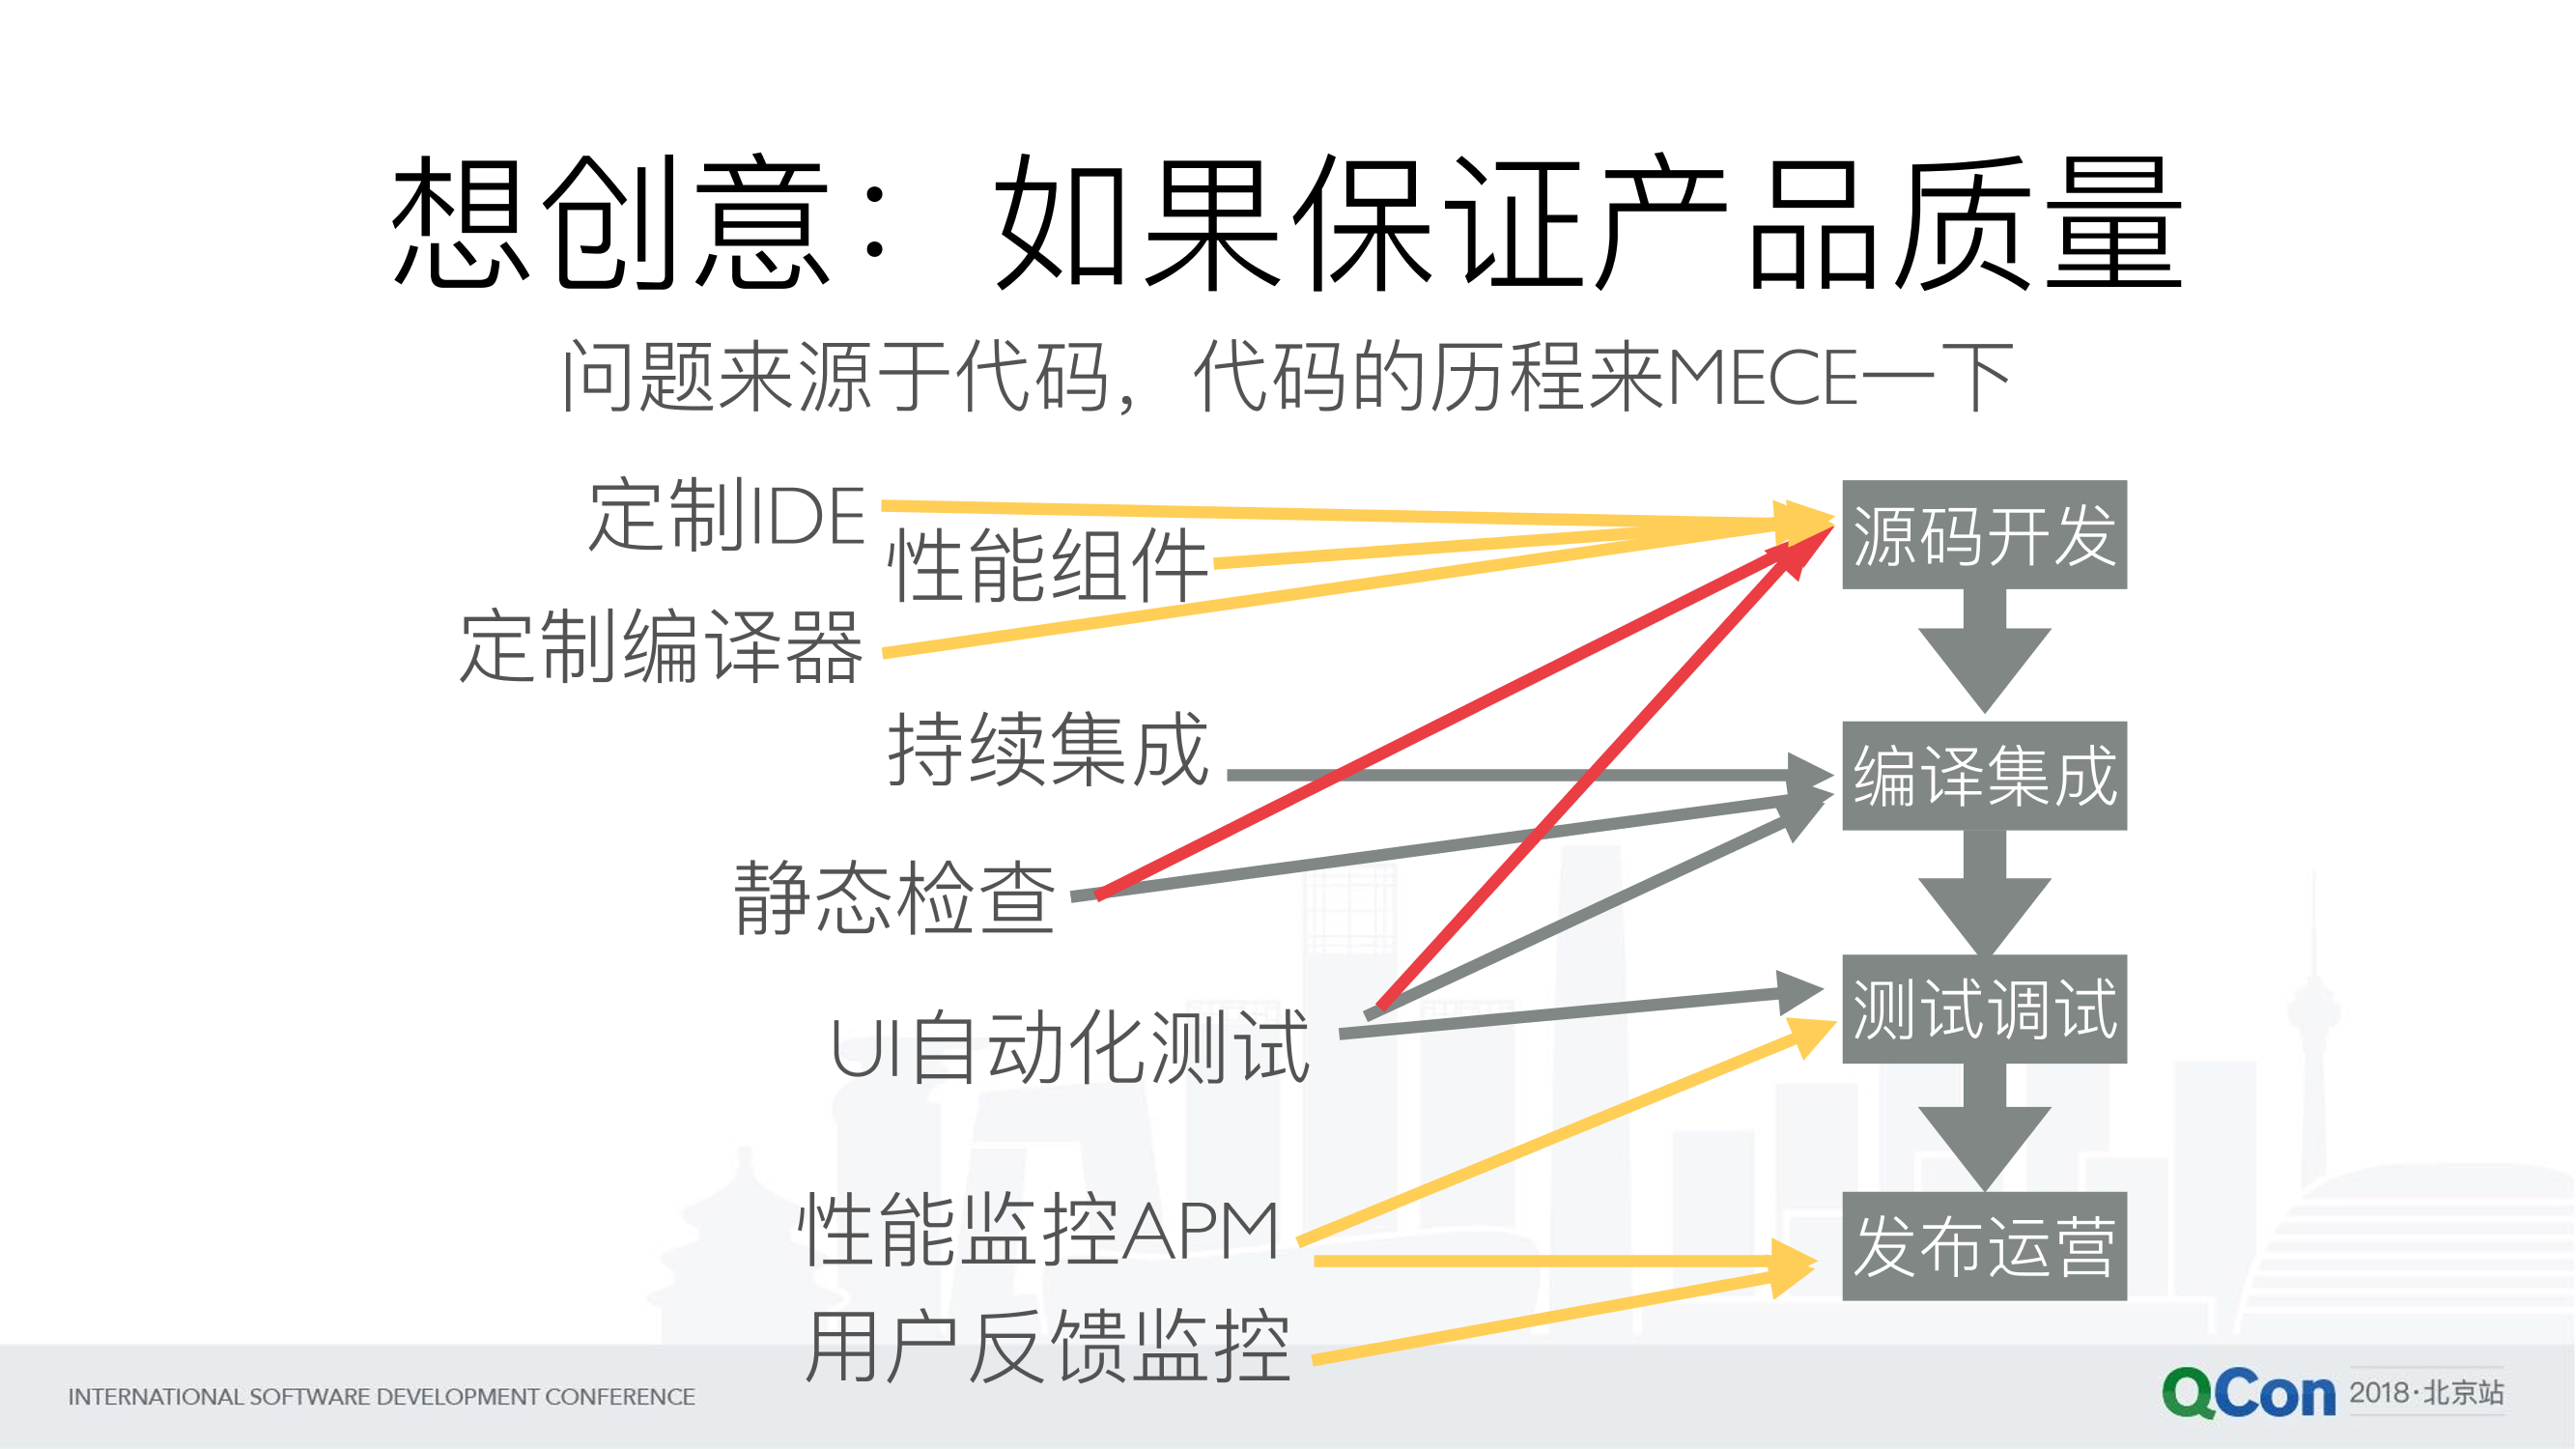 想创意：如果保证产品质量
问题来源于代码，代码的历程来MECE一下
定制IDE
性能组件
定制编译器
持续集成
静态检查
UI自动化测试
性能监控APM
用户反馈监控
源码开发
编译集成
测试调试
发布运营
INTERNATIONAL SOFTWARE DEVELOPMENT CONFERENCE
QCon 2018·北京站